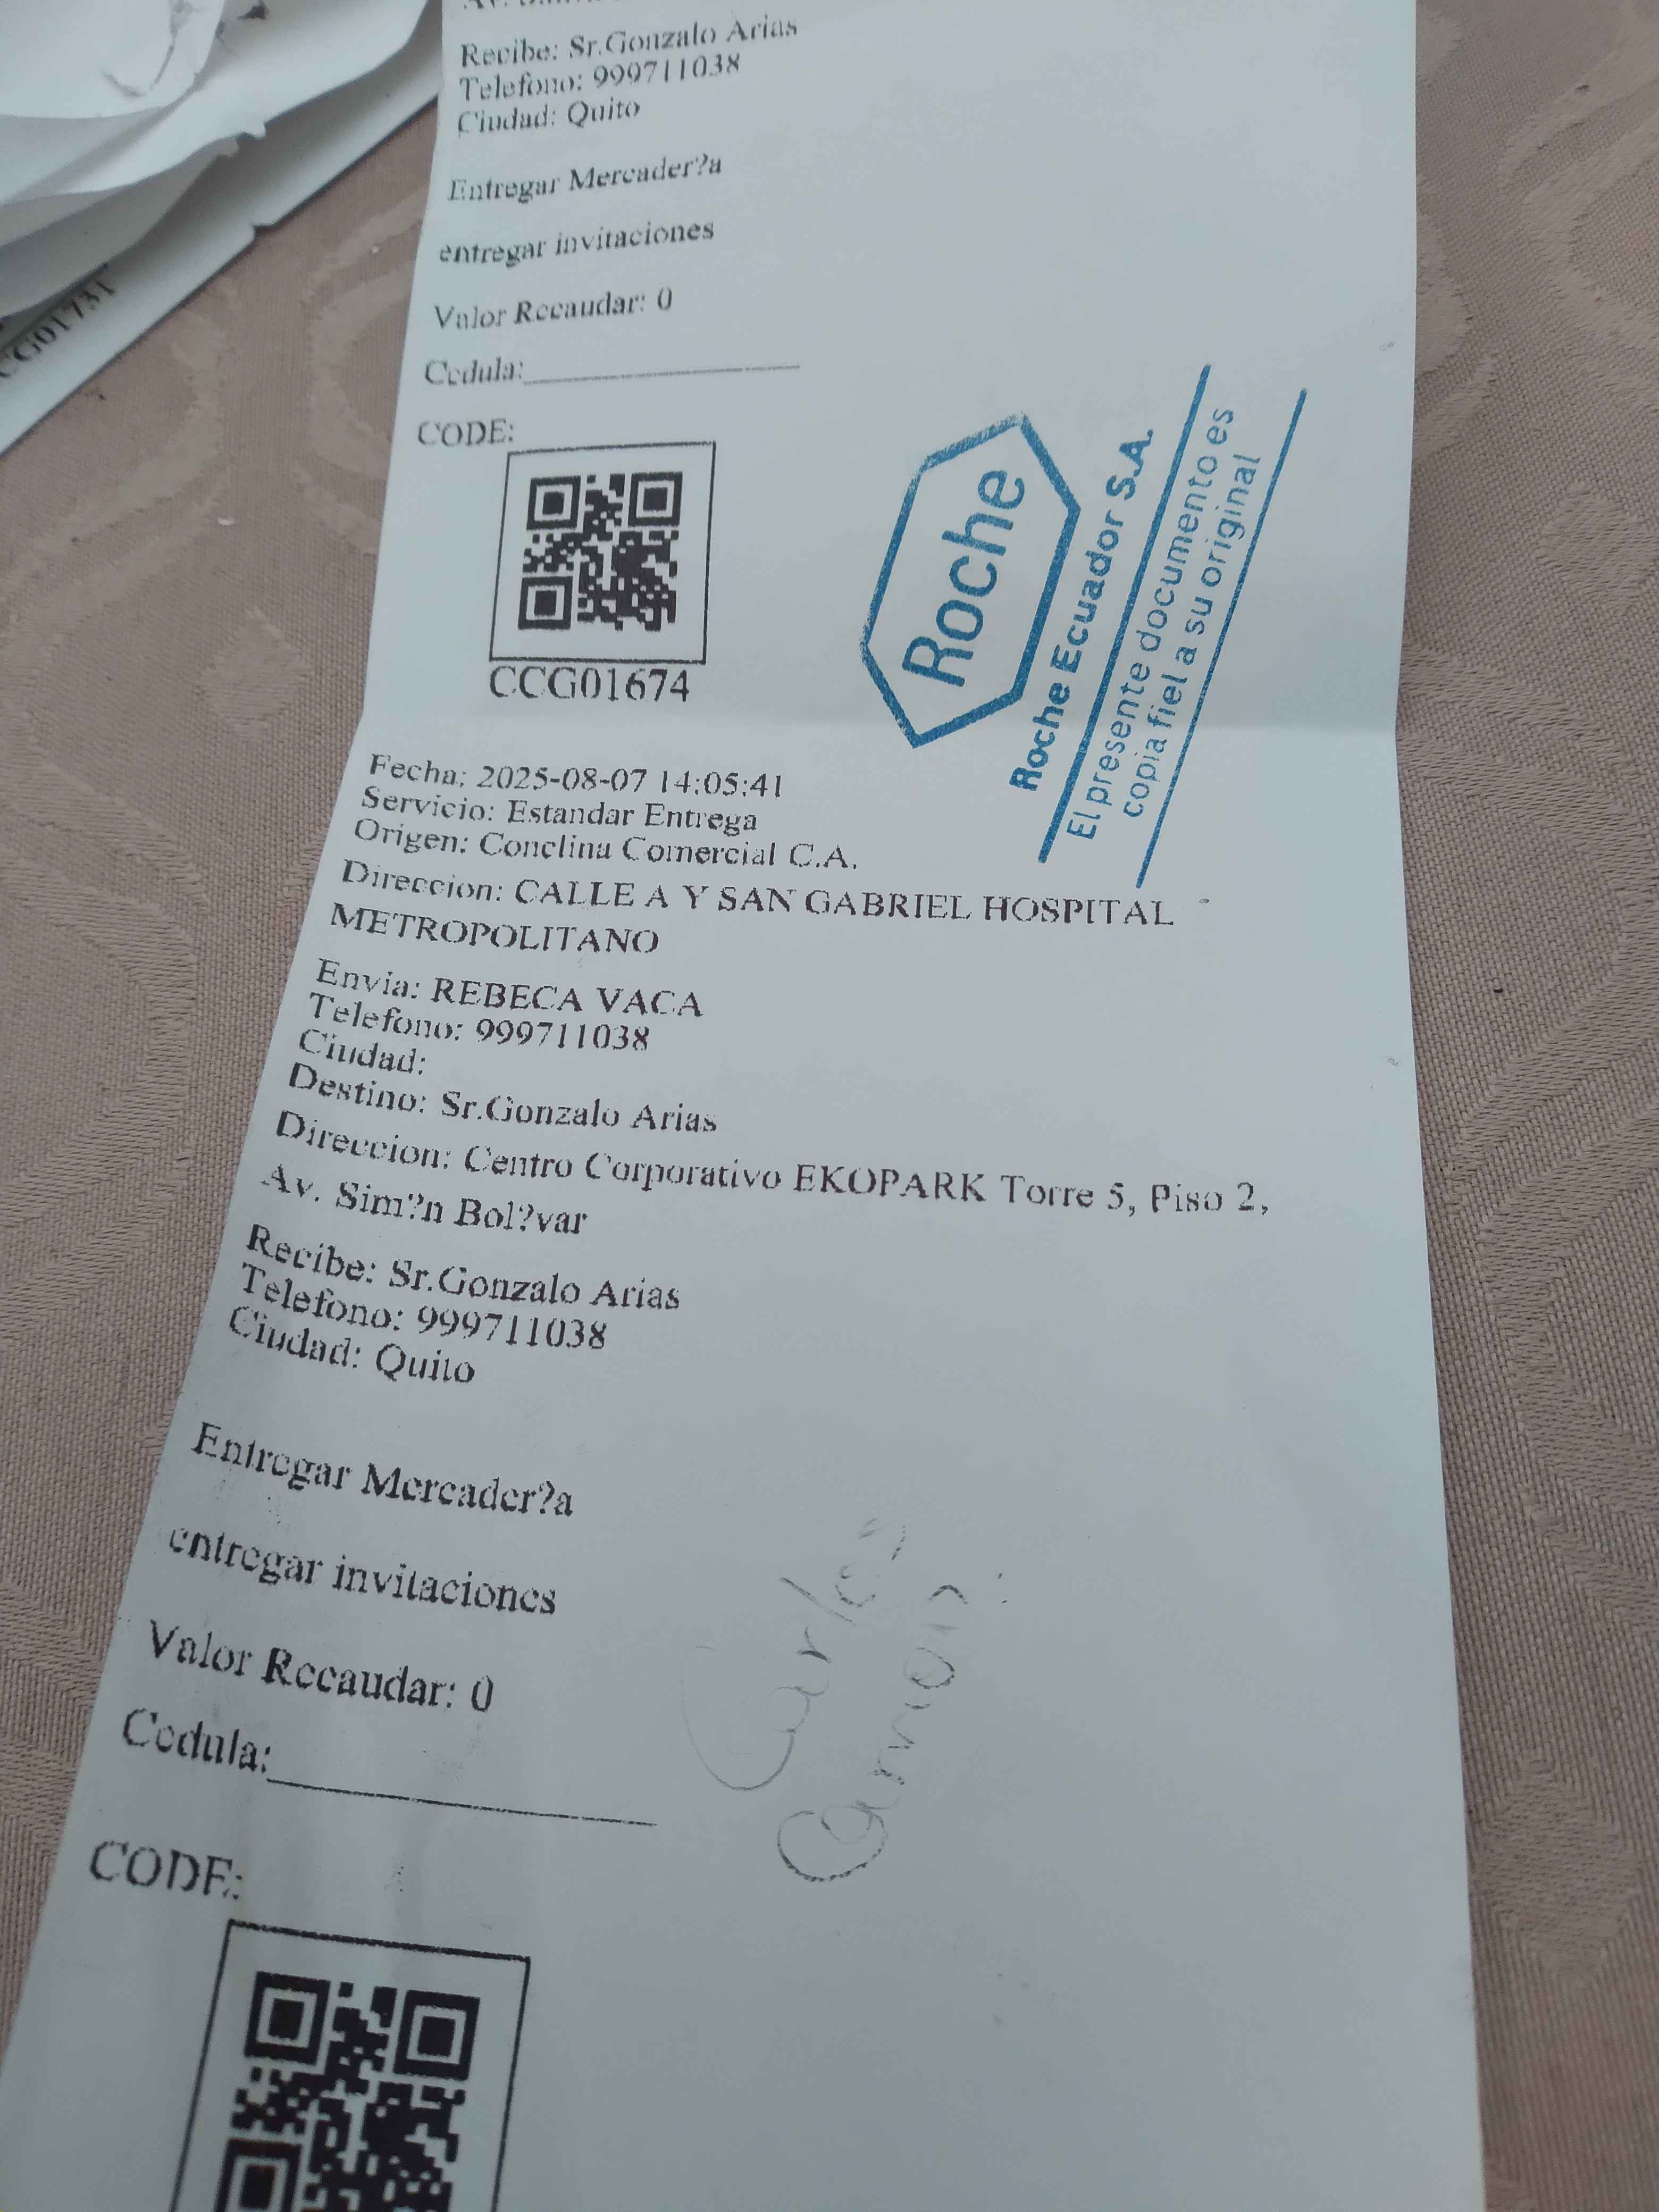 Recibe: Sr.Gonzalo Arias
Telefono: 999711038
Ciudad: Quito
Entregar Mercader?a
entregar invitaciones
Valor Recaudar: 0
Cedula:
CODE:
CCG01674
Roche
Roche Ecuador S.A.
El presente documento es
copia fiel a su original
Fecha: 2025-08-07 14:05:41
Servicio: Estandar Entrega
Origen: Conclina Comercial C.A.
Direccion: CALLE A Y SAN GABRIEL HOSPITAL
METROPOLITANO
Envia: REBECA VACA
Telefono: 999711038
Ciudad:
Destino: Sr.Gonzalo Arias
Direccion: Centro Corporativo EKOPARK Torre 5, Piso 2,
Av. Sim?n Bol?var
Recibe: Sr.Gonzalo Arias
Telefono: 999711038
Ciudad: Quito
Entregar Mercader?a
entregar invitaciones
Valor Recaudar: 0
Cedula:
CODE:
Carlos
CG01731